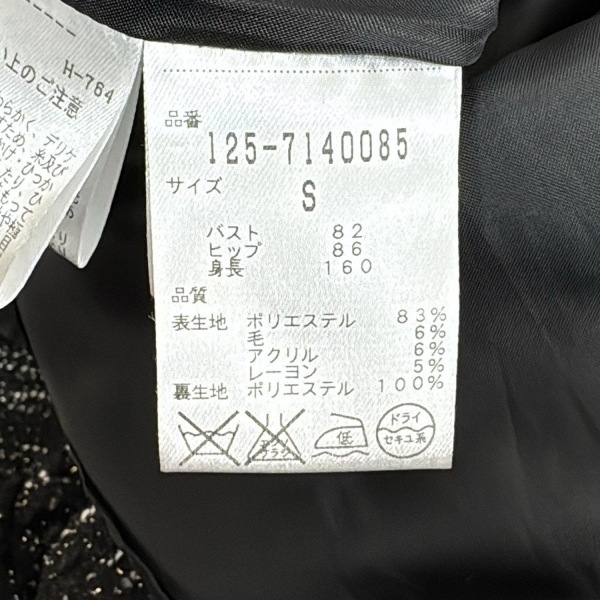 H-764
い上のご注意
品番
125-7140085
サイズ
S
バスト 82
ヒップ 86
身長 160
品質
表生地 ポリエステル 83%
毛 6%
アクリル 6%
レーヨン 5%
裏生地 ポリエステル 100%
低
ドライ
セキユ系